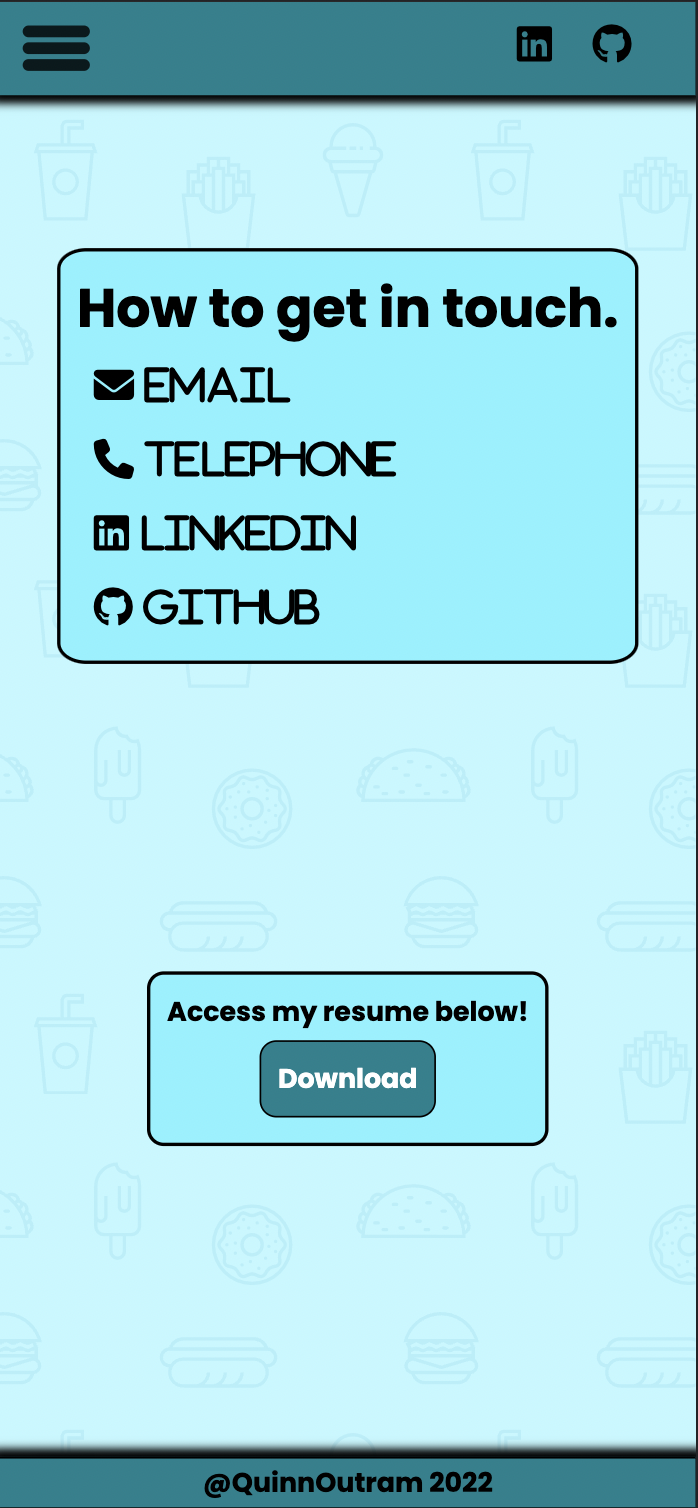 How to get in touch.
EMAIL
TELEPHONE
LINKEDIN
GITHUB
Access my resume below!
Download
@QuinnOutram 2022